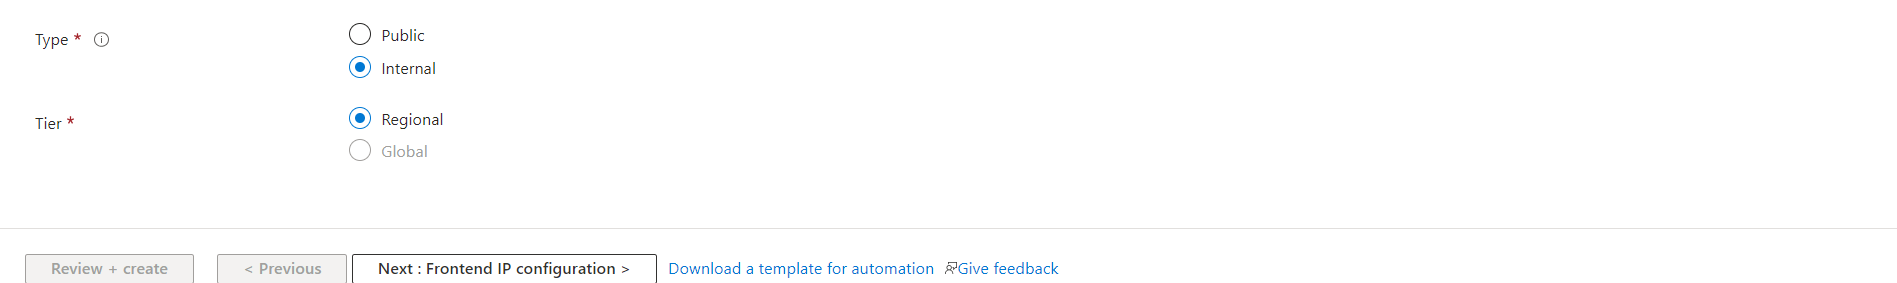 Type *
Public
Internal
Tier *
Regional
Global
Review + create
< Previous
Next : Frontend IP configuration >
Download a template for automation
Give feedback